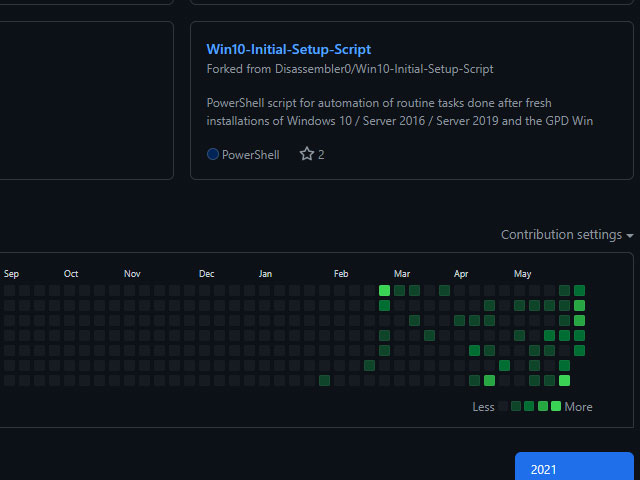 Win10-Initial-Setup-Script
Forked from Disassembler0/Win10-Initial-Setup-Script
PowerShell script for automation of routine tasks done after fresh
installations of Windows 10 / Server 2016 / Server 2019 and the GPD Win
PowerShell 2
Contribution settings
Sep Oct Nov Dec Jan Feb Mar Apr May
Less More
2021